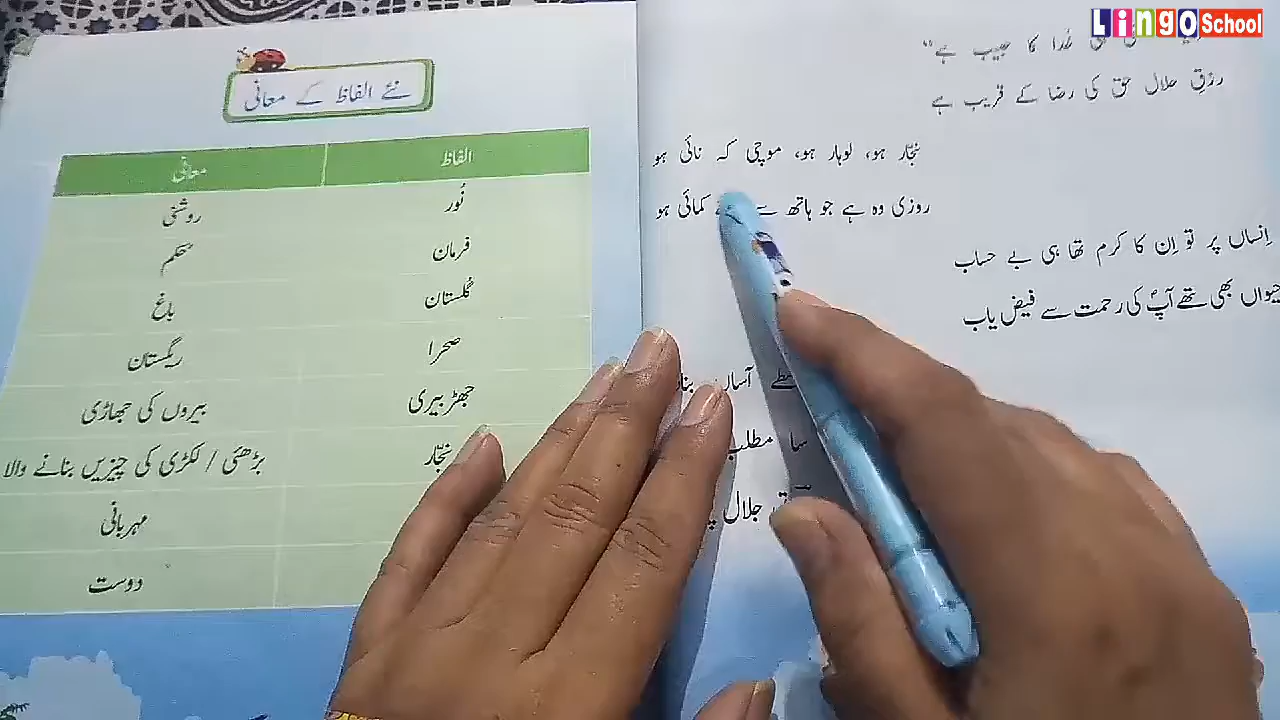 LingoSchool
نئے الفاظ کے معانی
الفاظ معانی
نُور روشنی
فرمان حکم
گلستان باغ
صحرا ریگستان
جھڑبیری بیروں کی جھاڑی
نجّار بڑھئی / لکڑی کی چیزیں بنانے والا
مہربانی
دوست
خُدا کا حبیب ہے"
رزقِ حلال حق کی رضا کے قریب ہے
نجّار ہو، لوہار ہو، موچی کہ نائی ہو
روزی وہ ہے جو ہاتھ سے کمائی ہو
اِنساں پر تو اِن کا کرم تھا ہی بے حساب
حیواں بھی تھے آپؐ کی رحمت سے فیض یاب
آسان
سا مطلب
جلال